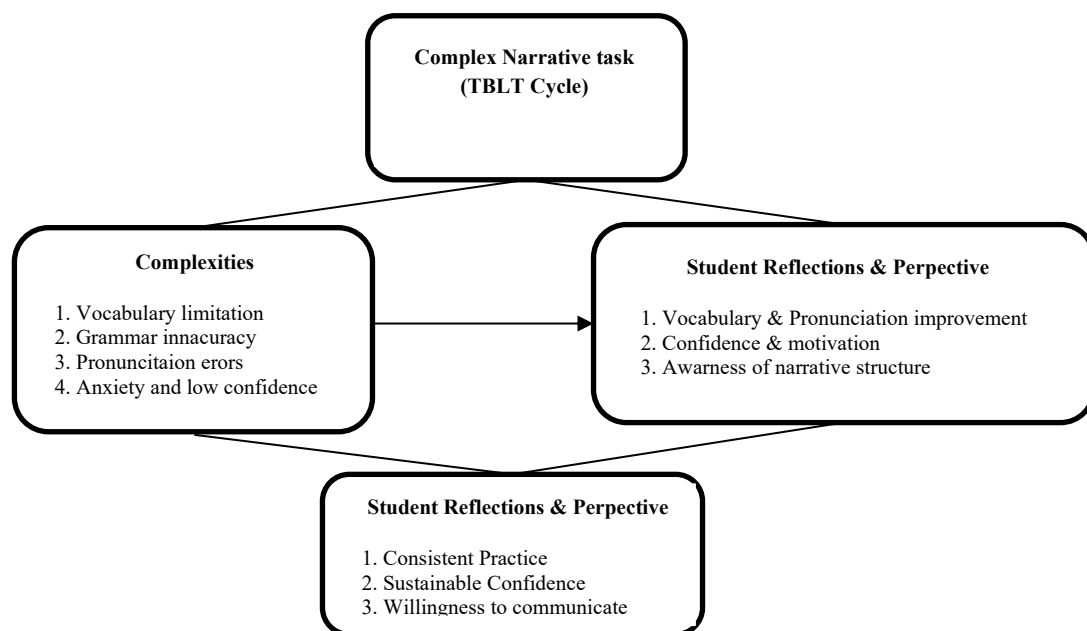 Complex Narrative task
(TBLT Cycle)
Complexities
1. Vocabulary limitation
2. Grammar innacuracy
3. Pronuncitaion erors
4. Anxiety and low confidence
Student Reflections & Perpective
1. Vocabulary & Pronunciation improvement
2. Confidence & motivation
3. Awarness of narrative structure
Student Reflections & Perpective
1. Consistent Practice
2. Sustainable Confidence
3. Willingness to communicate